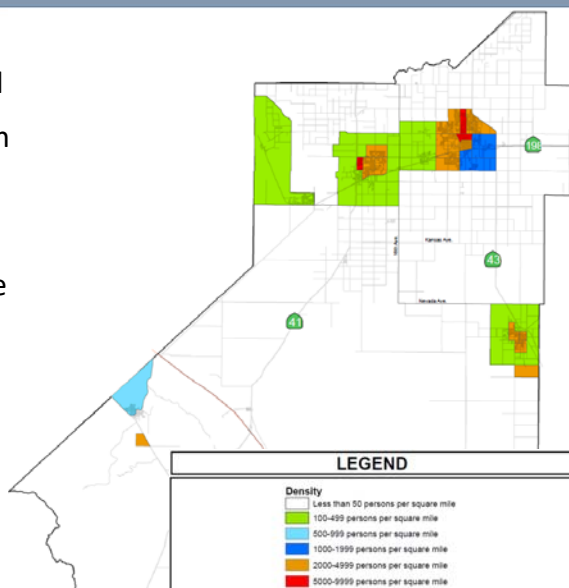 198
Kansas Ave.
43
Nevada Ave.
41
LEGEND
Density
Less than 50 persons per square mile
100-499 persons per square mile
500-999 persons per square mile
1000-1999 persons per square mile
2000-4999 persons per square mile
5000-9999 persons per square mile